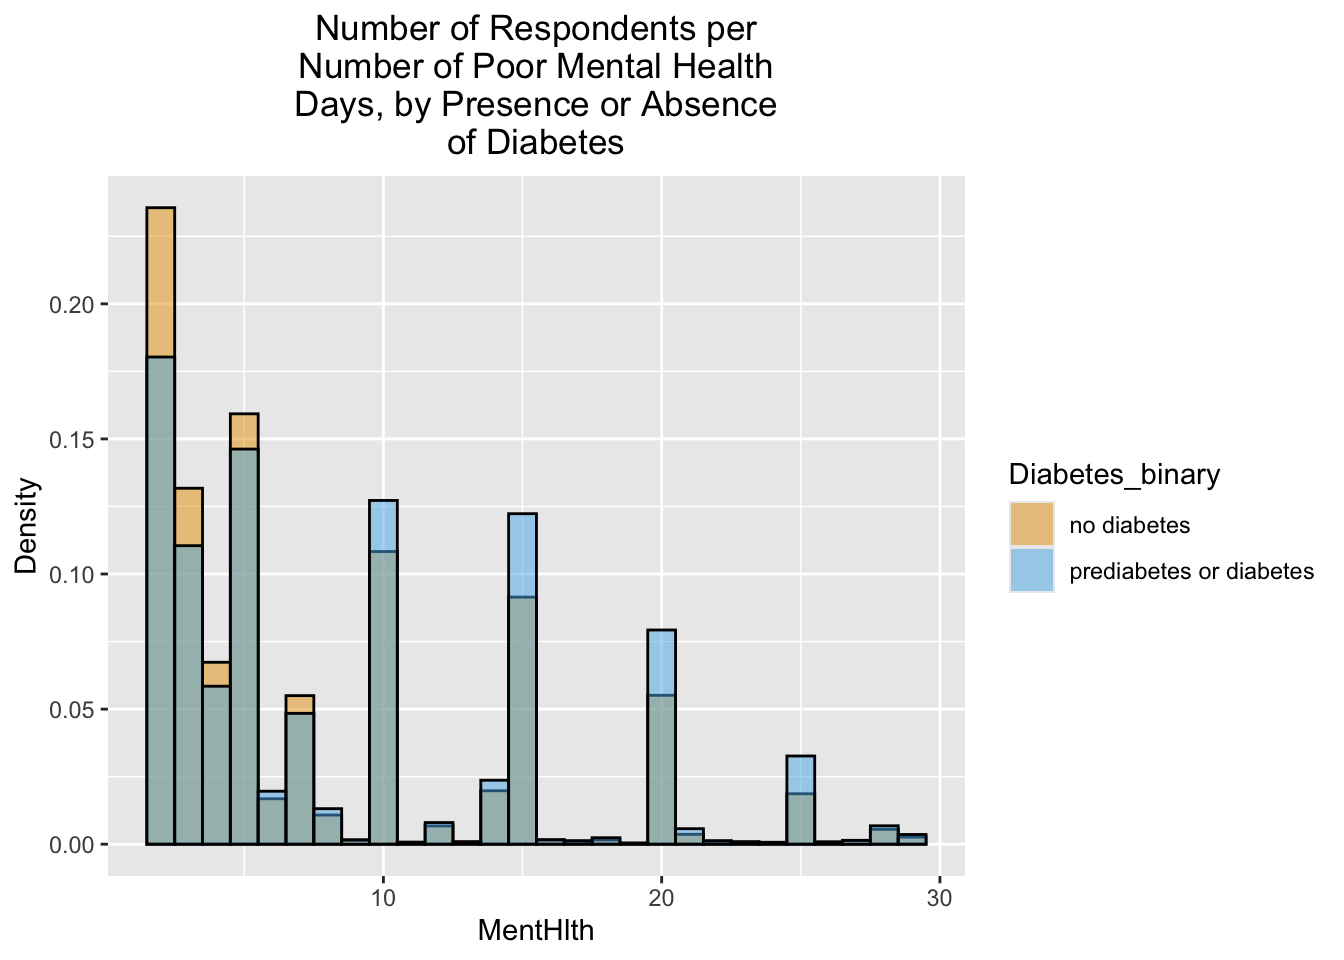 Number of Respondents per
Number of Poor Mental Health
Days, by Presence or Absence
of Diabetes
Density
0.20
0.15
0.10
0.05
0.00
10
20
30
MentHlth
Diabetes_binary
no diabetes
prediabetes or diabetes